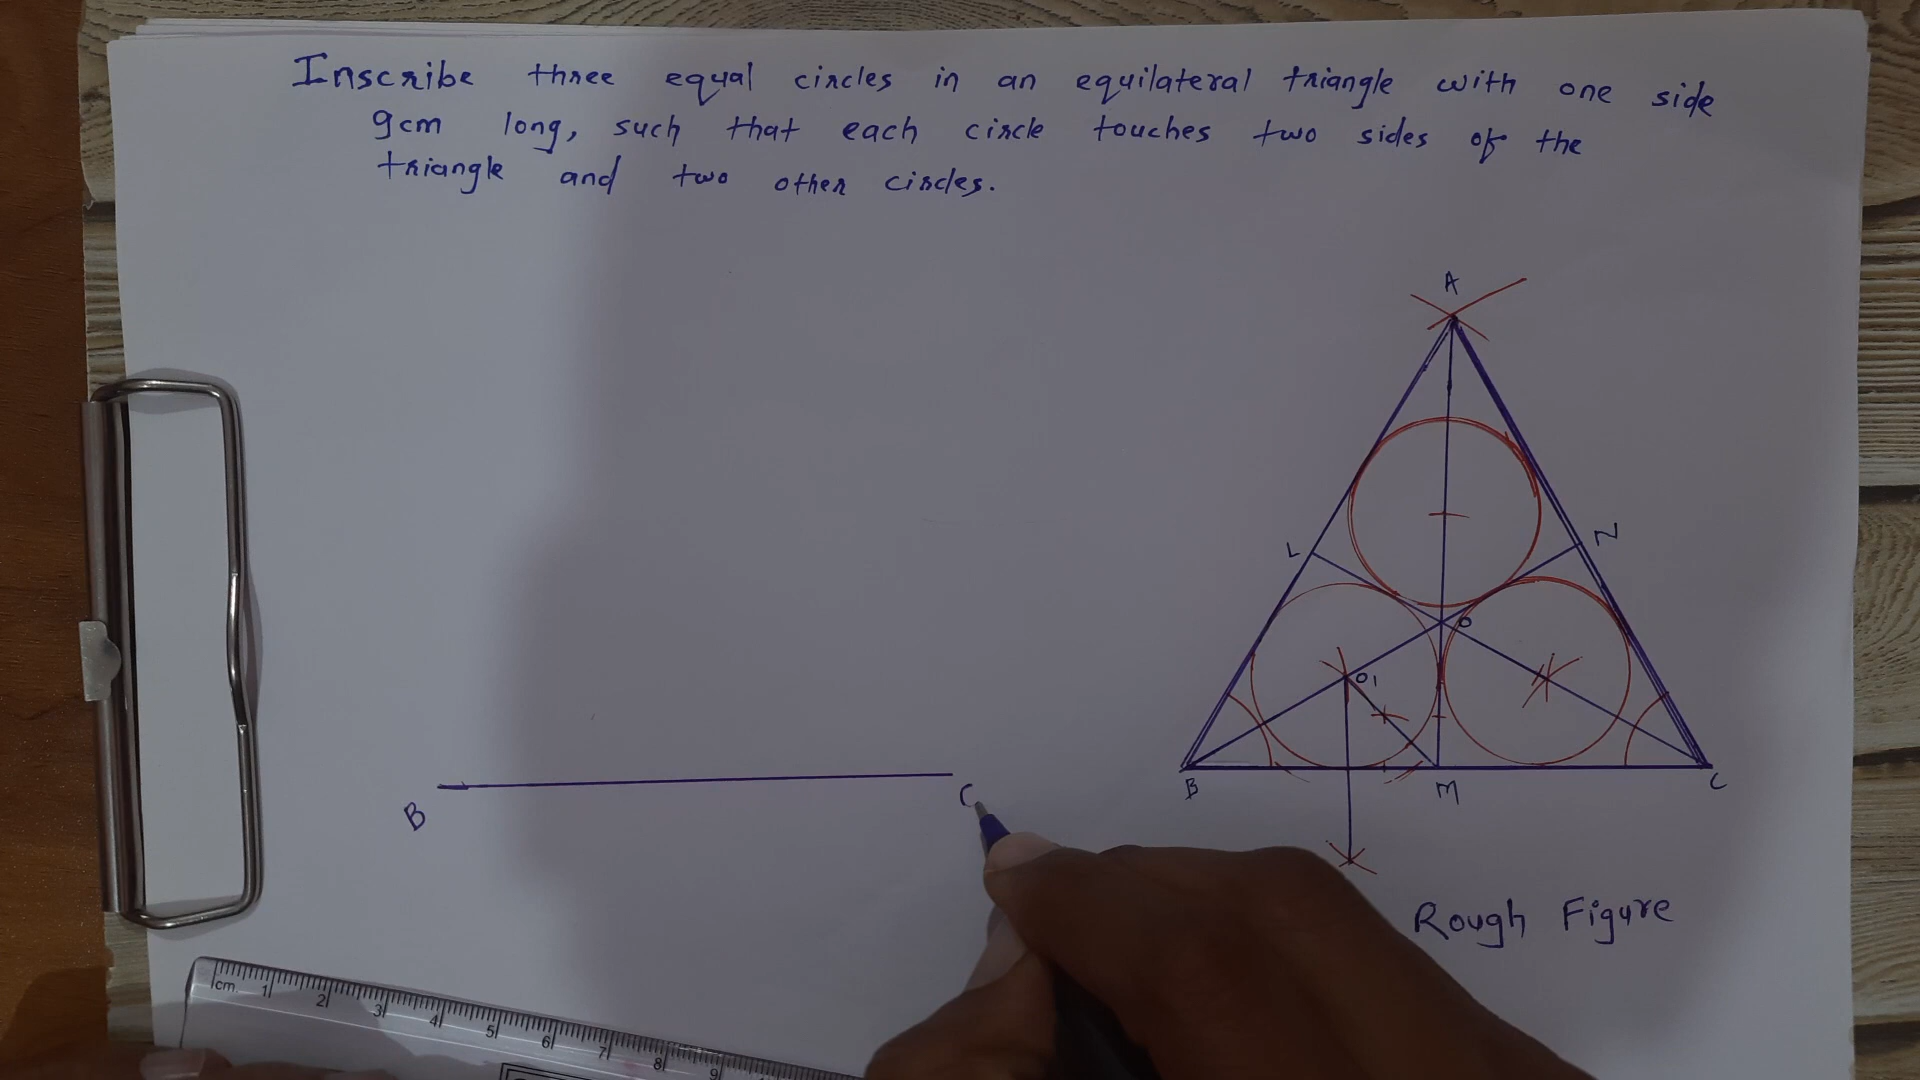 Inscribe three equal circles in an equilateral triangle with one side
9cm long, such that each circle touches two sides of the
triangle and two other circles.
A
L
N
O
O1
B
M
C
B
C
Rough Figure
cm 1 2 3 4 5 6 7 8 9